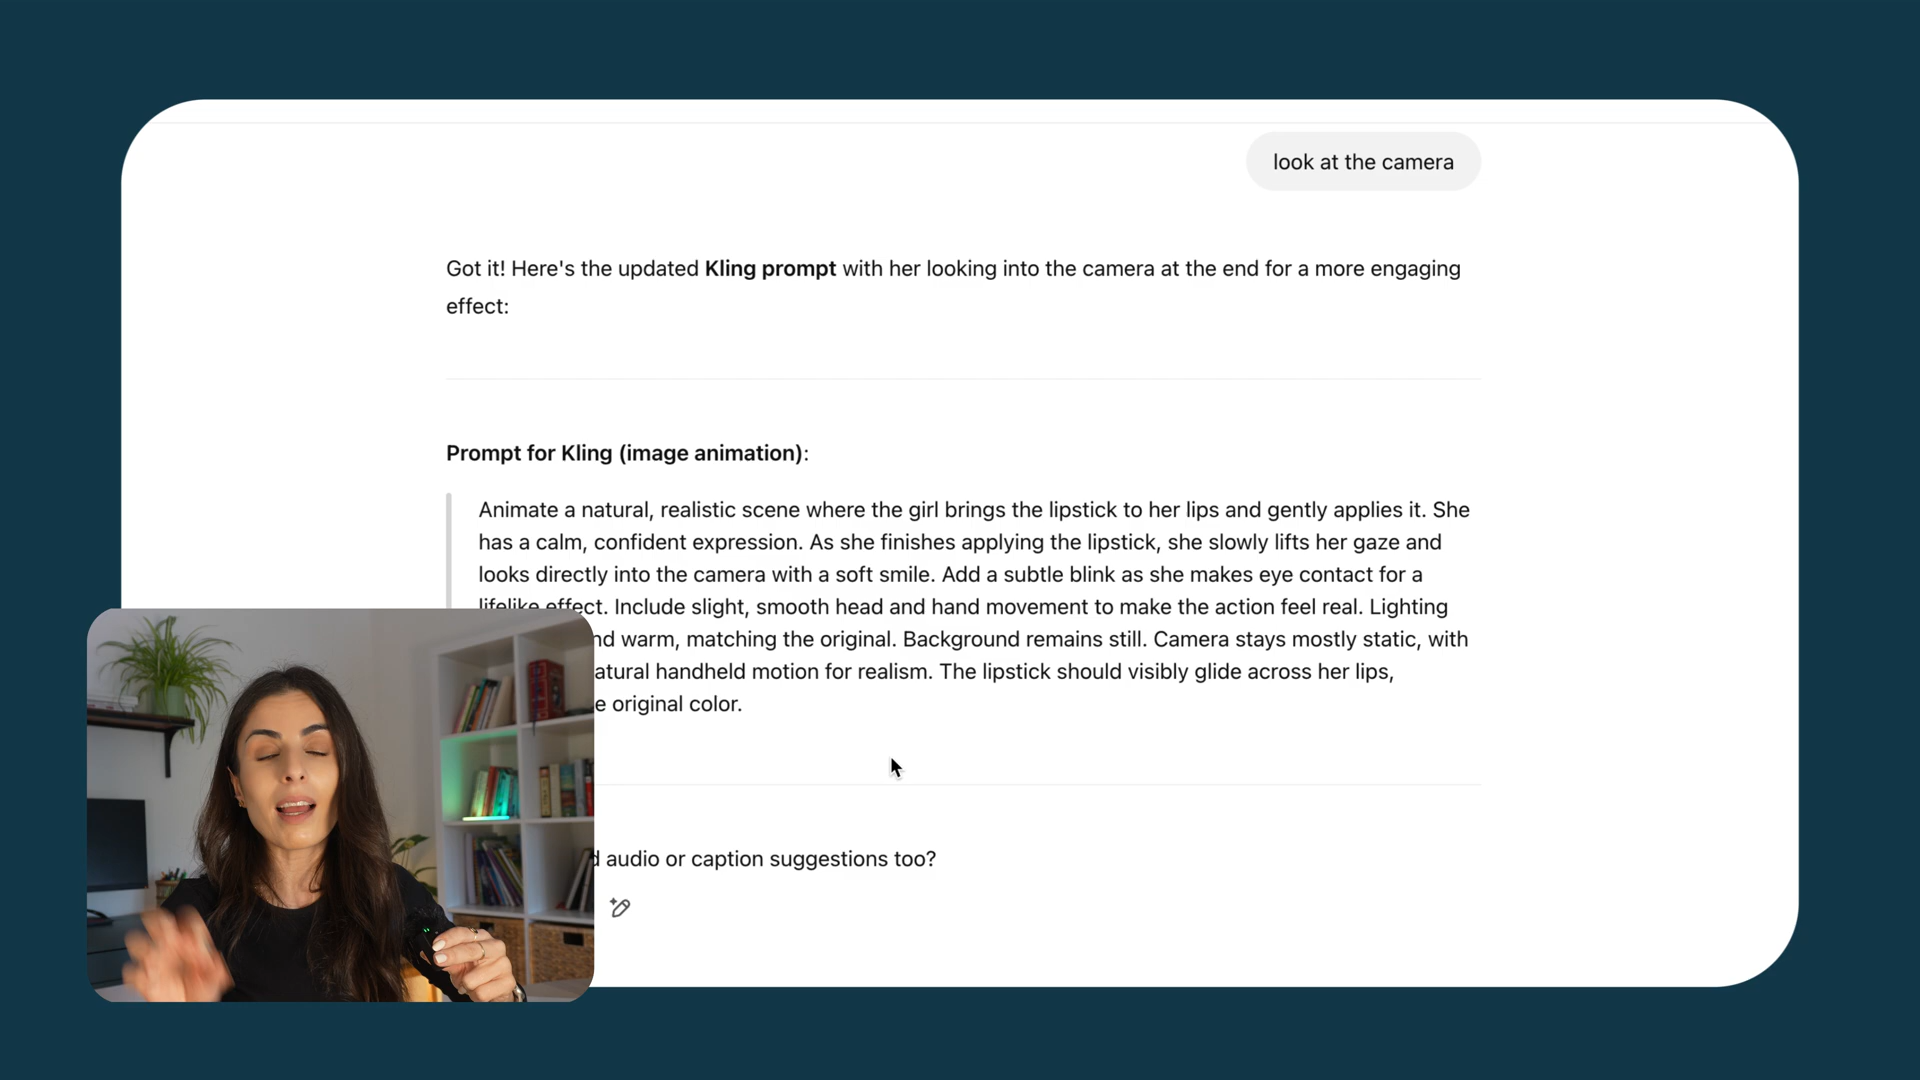 look at the camera
Got it! Here's the updated Kling prompt with her looking into the camera at the end for a more engaging
effect:
Prompt for Kling (image animation):
Animate a natural, realistic scene where the girl brings the lipstick to her lips and gently applies it. She
has a calm, confident expression. As she finishes applying the lipstick, she slowly lifts her gaze and
looks directly into the camera with a soft smile. Add a subtle blink as she makes eye contact for a
lifelike effect. Include slight, smooth head and hand movement to make the action feel real. Lighting
warm, matching the original. Background remains still. Camera stays mostly static, with
handheld motion for realism. The lipstick should visibly glide across her lips,
original color.
audio or caption suggestions too?